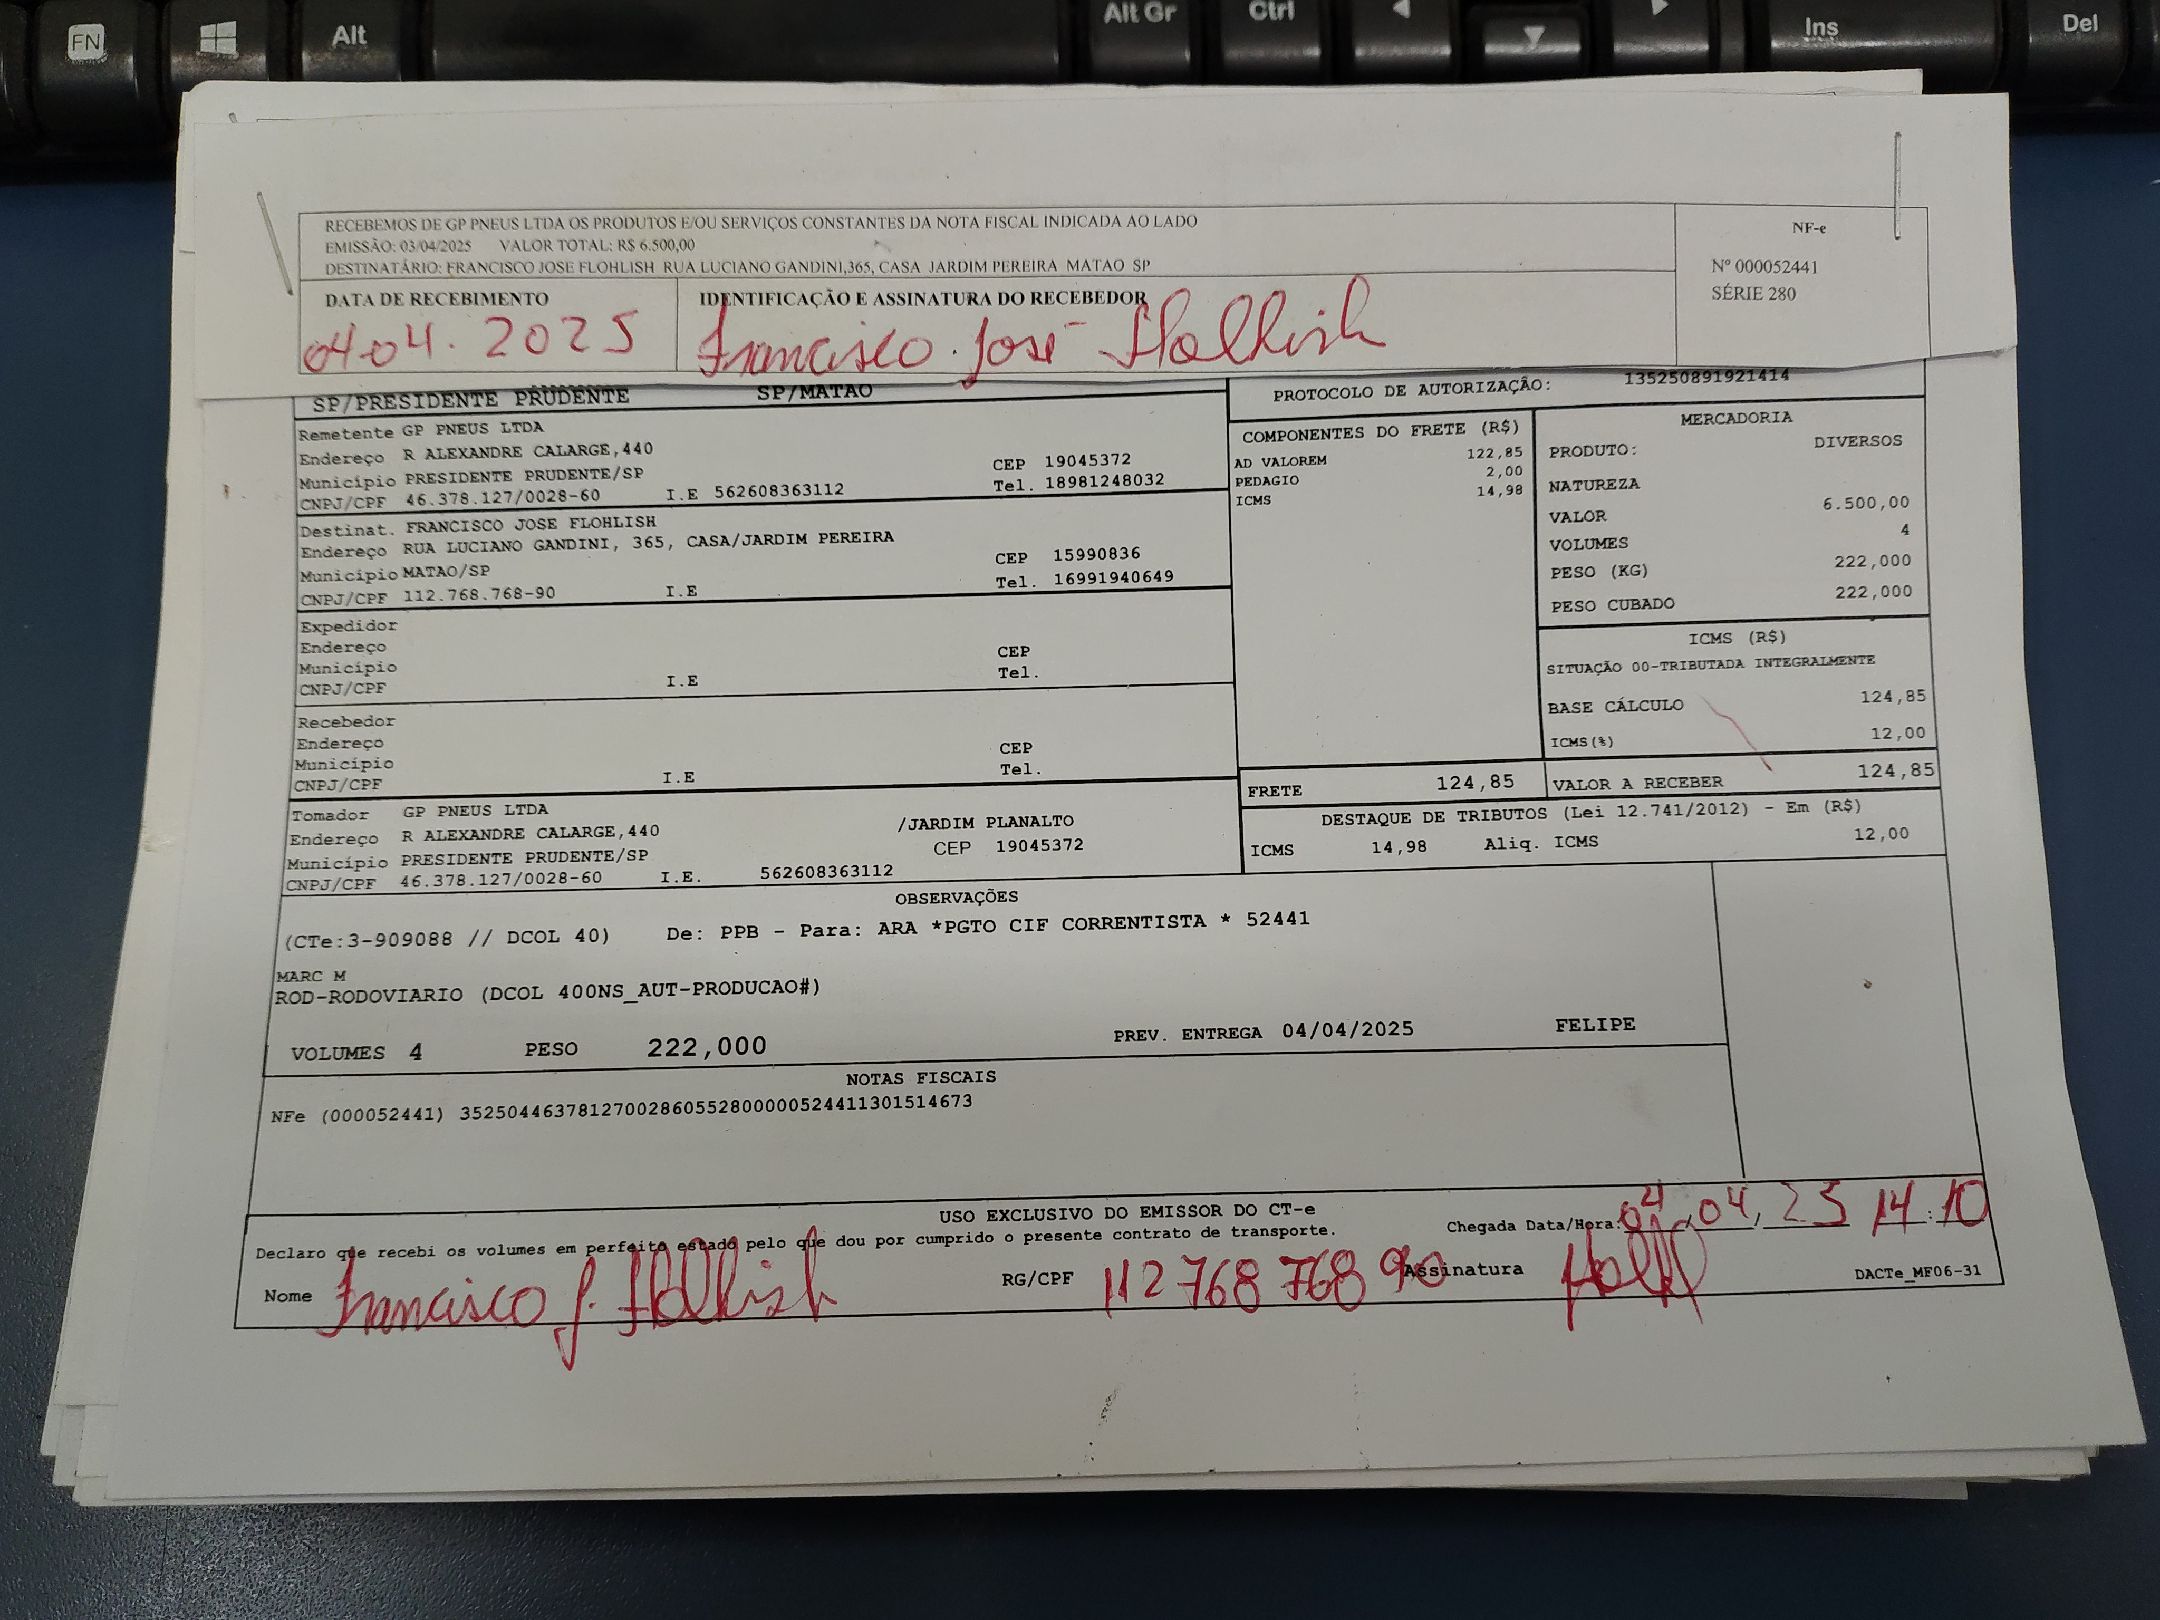 FN
Alt
Alt Gr
Ctrl
Ins
Del
RECEBEMOS DE GP PNEUS LTDA OS PRODUTOS E/OU SERVIÇOS CONSTANTES DA NOTA FISCAL INDICADA AO LADO
EMISSÃO: 03/04/2025 VALOR TOTAL: R$ 6.500,00
DESTINATÁRIO: FRANCISCO JOSE FLOHLISH RUA LUCIANO GANDINI,365, CASA JARDIM PEREIRA MATAO SP
NF-e
Nº 000052441
SÉRIE 280
DATA DE RECEBIMENTO
04.04.2025
IDENTIFICAÇÃO E ASSINATURA DO RECEBEDOR
Francisco José
SP/PRESIDENTE PRUDENTE SP/MATAO
PROTOCOLO DE AUTORIZAÇÃO: 135250891921414
Remetente GP PNEUS LTDA
Endereço R ALEXANDRE CALARGE,440
Município PRESIDENTE PRUDENTE/SP CEP 19045372
CNPJ/CPF 46.378.127/0028-60 I.E 562608363112 Tel. 18981248032
Destinat. FRANCISCO JOSE FLOHLISH
Endereço RUA LUCIANO GANDINI, 365, CASA/JARDIM PEREIRA
Município MATAO/SP CEP 15990836
CNPJ/CPF 112.768.768-90 I.E Tel. 16991940649
Expedidor
Endereço
Município CEP
CNPJ/CPF I.E Tel.
Recebedor
Endereço
Município CEP
CNPJ/CPF I.E Tel.
Tomador GP PNEUS LTDA
Endereço R ALEXANDRE CALARGE,440 /JARDIM PLANALTO
Município PRESIDENTE PRUDENTE/SP CEP 19045372
CNPJ/CPF 46.378.127/0028-60 I.E. 562608363112
COMPONENTES DO FRETE (R$)
AD VALOREM 122,85
PEDAGIO 2,00
ICMS 14,98
MERCADORIA
PRODUTO: DIVERSOS
NATUREZA
VALOR 6.500,00
VOLUMES 4
PESO (KG) 222,000
PESO CUBADO 222,000
ICMS (R$)
SITUAÇÃO 00-TRIBUTADA INTEGRALMENTE
BASE CÁLCULO 124,85
ICMS(%) 12,00
FRETE 124,85 VALOR A RECEBER 124,85
DESTAQUE DE TRIBUTOS (Lei 12.741/2012) - Em (R$)
ICMS 14,98 Aliq. ICMS 12,00
OBSERVAÇÕES
(CTe:3-909088 // DCOL 40) De: PPB - Para: ARA *PGTO CIF CORRENTISTA * 52441
MARC M
ROD-RODOVIARIO (DCOL 400NS_AUT-PRODUCAO#)
VOLUMES 4 PESO 222,000 PREV. ENTREGA 04/04/2025 FELIPE
NOTAS FISCAIS
NFe (000052441) 35250446378127002860552800000524411301514673
USO EXCLUSIVO DO EMISSOR DO CT-e
Declaro que recebi os volumes em perfeito estado pelo que dou por cumprido o presente contrato de transporte.
Chegada Data/Hora: 04, 04, 25 14:10
Nome Francisco J. RG/CPF 112 768 768 90 Assinatura
DACTe_MF06-31